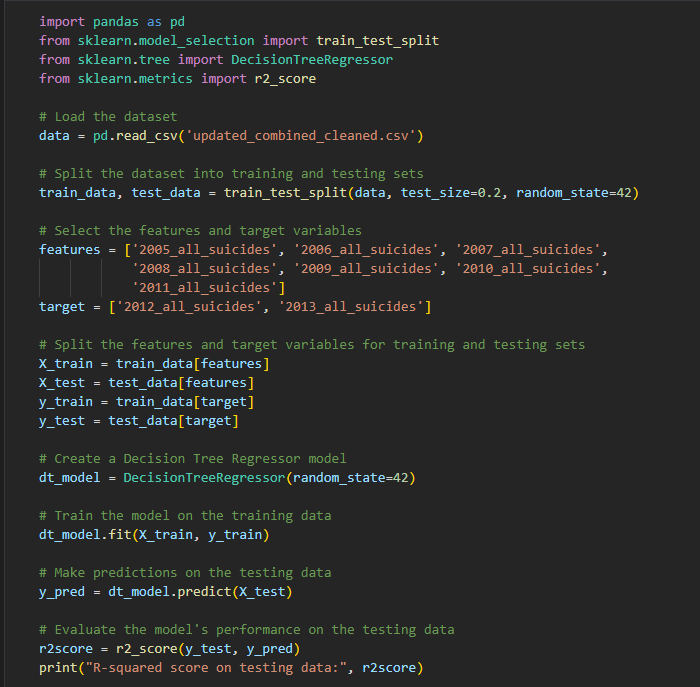 import pandas as pd
from sklearn.model_selection import train_test_split
from sklearn.tree import DecisionTreeRegressor
from sklearn.metrics import r2_score

# Load the dataset
data = pd.read_csv('updated_combined_cleaned.csv')

# Split the dataset into training and testing sets
train_data, test_data = train_test_split(data, test_size=0.2, random_state=42)

# Select the features and target variables
features = ['2005_all_suicides', '2006_all_suicides', '2007_all_suicides',
            '2008_all_suicides', '2009_all_suicides', '2010_all_suicides',
            '2011_all_suicides']
target = ['2012_all_suicides', '2013_all_suicides']

# Split the features and target variables for training and testing sets
X_train = train_data[features]
X_test = test_data[features]
y_train = train_data[target]
y_test = test_data[target]

# Create a Decision Tree Regressor model
dt_model = DecisionTreeRegressor(random_state=42)

# Train the model on the training data
dt_model.fit(X_train, y_train)

# Make predictions on the testing data
y_pred = dt_model.predict(X_test)

# Evaluate the model's performance on the testing data
r2score = r2_score(y_test, y_pred)
print("R-squared score on testing data:", r2score)